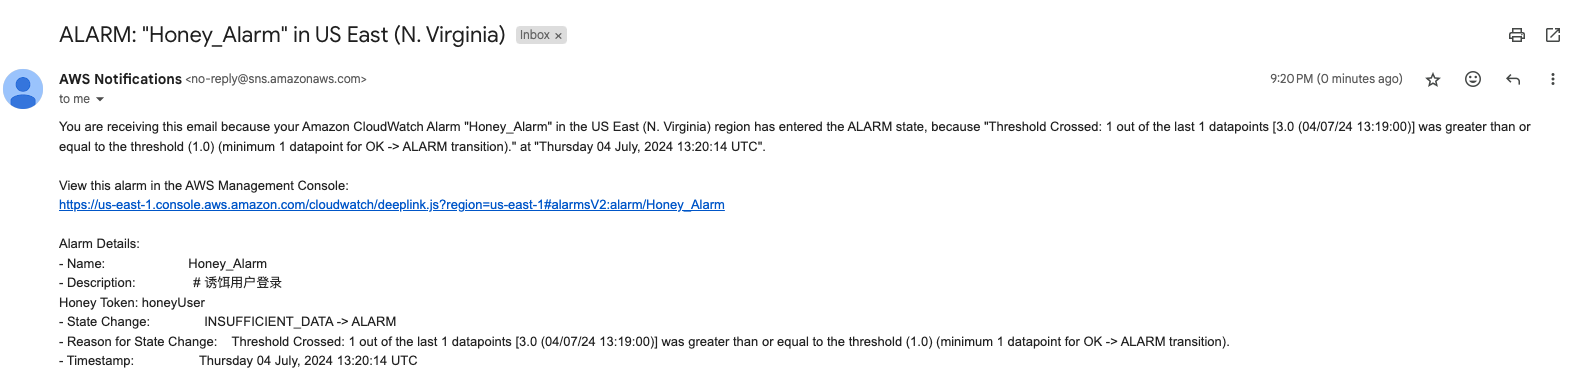 ALARM: "Honey_Alarm" in US East (N. Virginia) Inbox ×
AWS Notifications <no-reply@sns.amazonaws.com> 9:20 PM (0 minutes ago)
to me
You are receiving this email because your Amazon CloudWatch Alarm "Honey_Alarm" in the US East (N. Virginia) region has entered the ALARM state, because "Threshold Crossed: 1 out of the last 1 datapoints [3.0 (04/07/24 13:19:00)] was greater than or
equal to the threshold (1.0) (minimum 1 datapoint for OK -> ALARM transition)." at "Thursday 04 July, 2024 13:20:14 UTC".
View this alarm in the AWS Management Console:
https://us-east-1.console.aws.amazon.com/cloudwatch/deeplink.js?region=us-east-1#alarmsV2:alarm/Honey_Alarm
Alarm Details:
- Name: Honey_Alarm
- Description: # 诱饵用户登录
Honey Token: honeyUser
- State Change: INSUFFICIENT_DATA -> ALARM
- Reason for State Change: Threshold Crossed: 1 out of the last 1 datapoints [3.0 (04/07/24 13:19:00)] was greater than or equal to the threshold (1.0) (minimum 1 datapoint for OK -> ALARM transition).
- Timestamp: Thursday 04 July, 2024 13:20:14 UTC